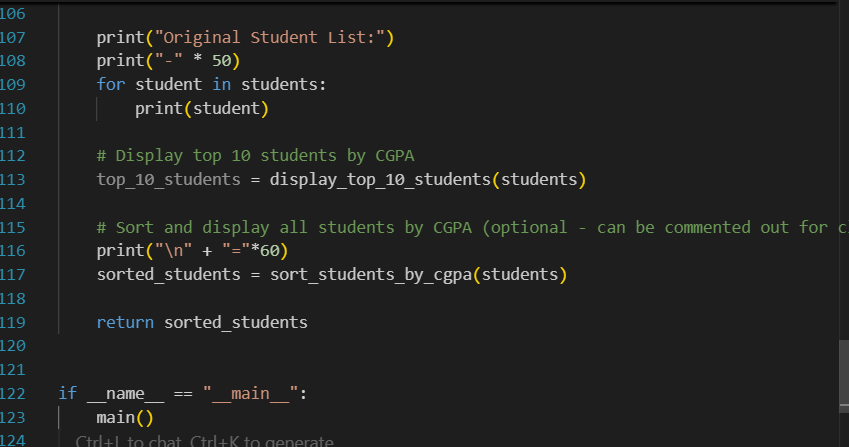 106
107 print("Original Student List:")
108 print("-" * 50)
109 for student in students:
110 print(student)
111
112 # Display top 10 students by CGPA
113 top_10_students = display_top_10_students(students)
114
115 # Sort and display all students by CGPA (optional - can be commented out for
116 print("\n" + "="*60)
117 sorted_students = sort_students_by_cgpa(students)
118
119 return sorted_students
120
121
122 if __name__ == "__main__":
123 main()
124 Ctrl+L to chat, Ctrl+K to generate